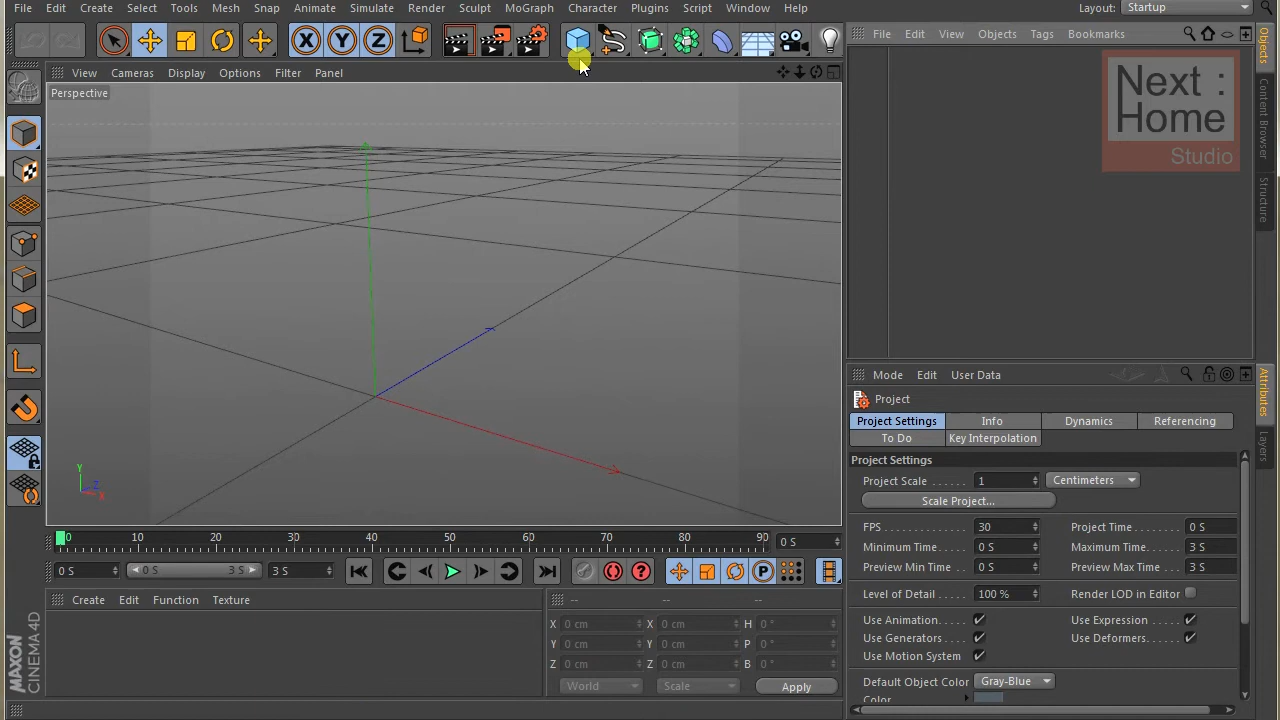 File Edit Create Select Tools Mesh Snap Animate Simulate Render Sculpt MoGraph Character Plugins Script Window Help Layout: Startup
X Y Z
File Edit View Objects Tags Bookmarks
View Cameras Display Options Filter Panel
Perspective
Next :
Home
Studio
Objects
Content Browser
Structure
Y
Z
X
Mode Edit User Data
Project
Project Settings Info Dynamics Referencing
To Do Key Interpolation
Attributes
Layers
Project Settings
Project Scale 1 Centimeters
Scale Project...
FPS 30 Project Time 0 S
Minimum Time 0 S Maximum Time 3 S
Preview Min Time 0 S Preview Max Time 3 S
Level of Detail 100 % Render LOD in Editor
Use Animation Use Expression
Use Generators Use Deformers
Use Motion System
Default Object Color Gray-Blue
Color
0 10 20 30 40 50 60 70 80 90 0 S
0 S 0 S 3 S 3 S
P
Create Edit Function Texture
-- -- --
X 0 cm X 0 cm H 0 °
Y 0 cm Y 0 cm P 0 °
Z 0 cm Z 0 cm B 0 °
World Scale Apply
MAXON
CINEMA 4D